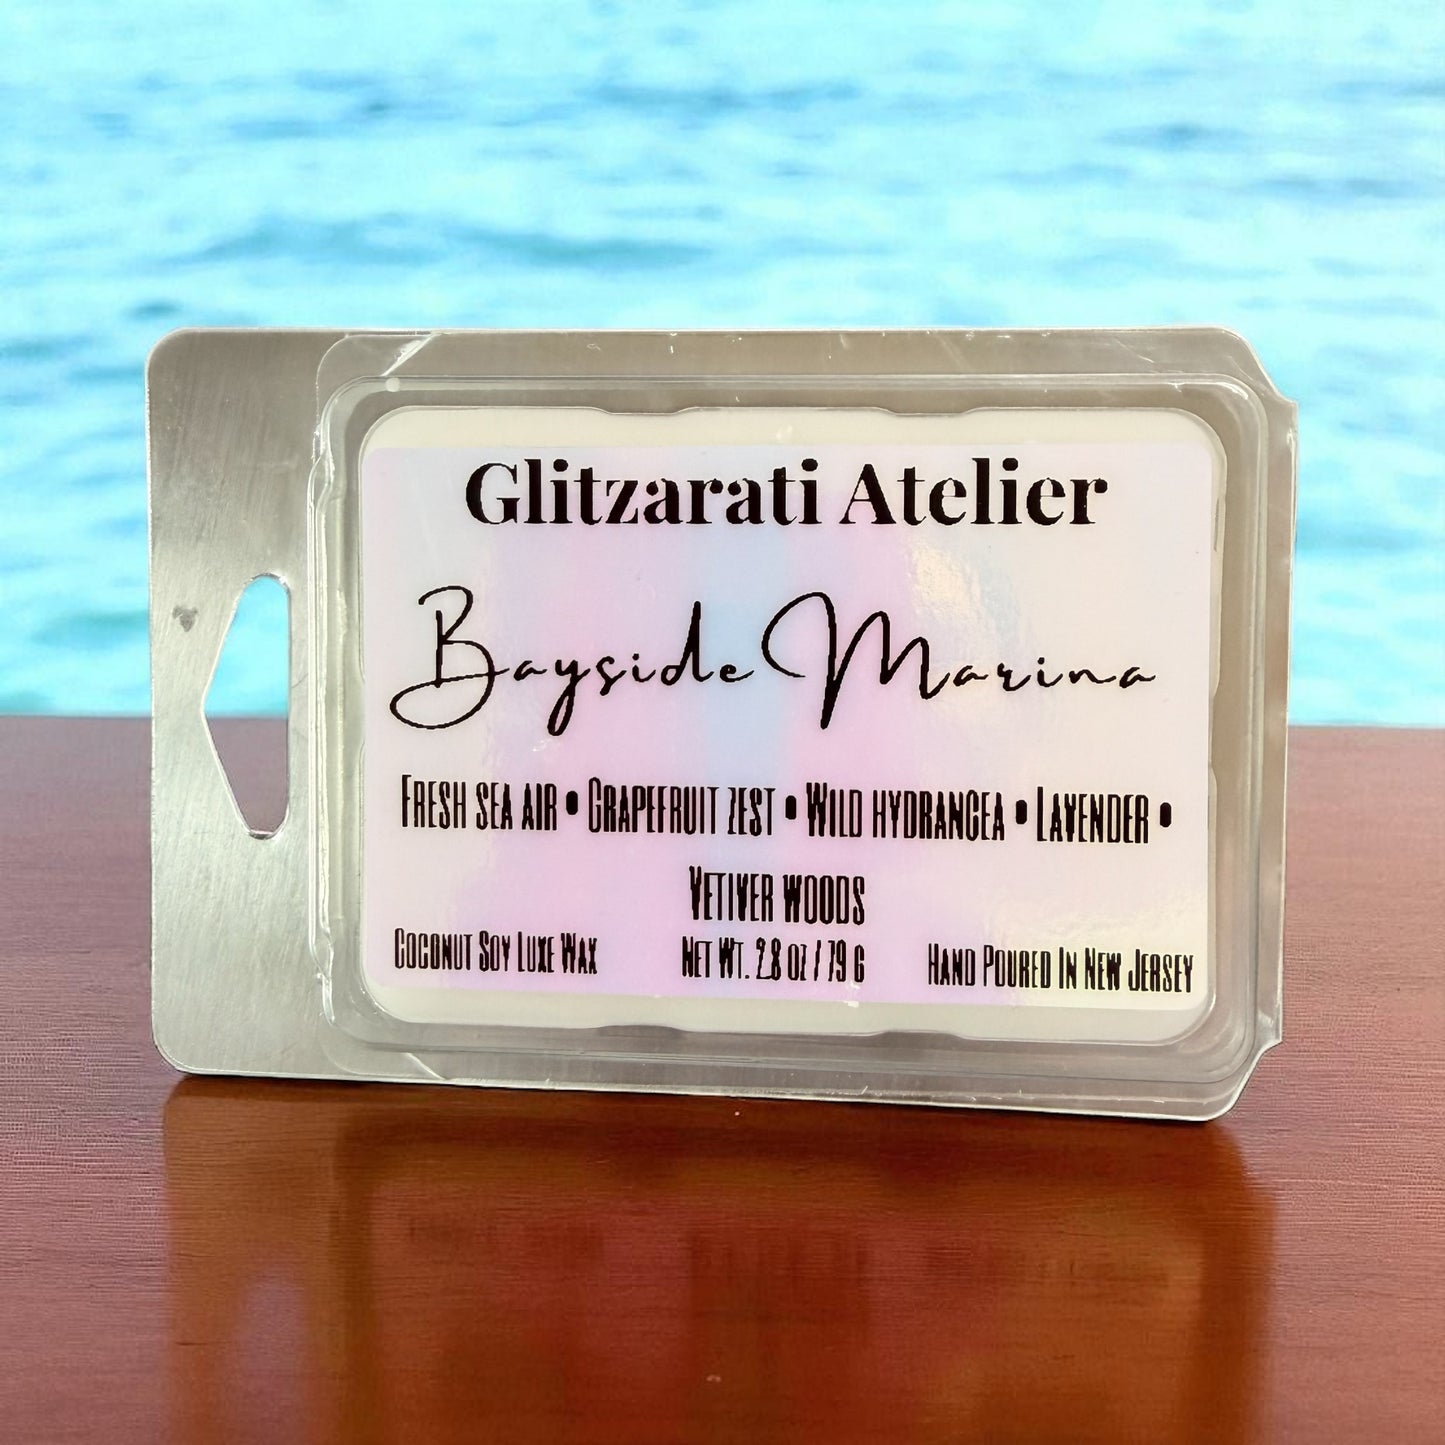 Glitzarati Atelier
Bayside Marina
Fresh sea air • Grapefruit zest • Wild hydrangea • Lavender •
Vetiver woods
Coconut Soy Luxe Wax Net Wt. 2.8 oz / 79 g Hand Poured In New Jersey